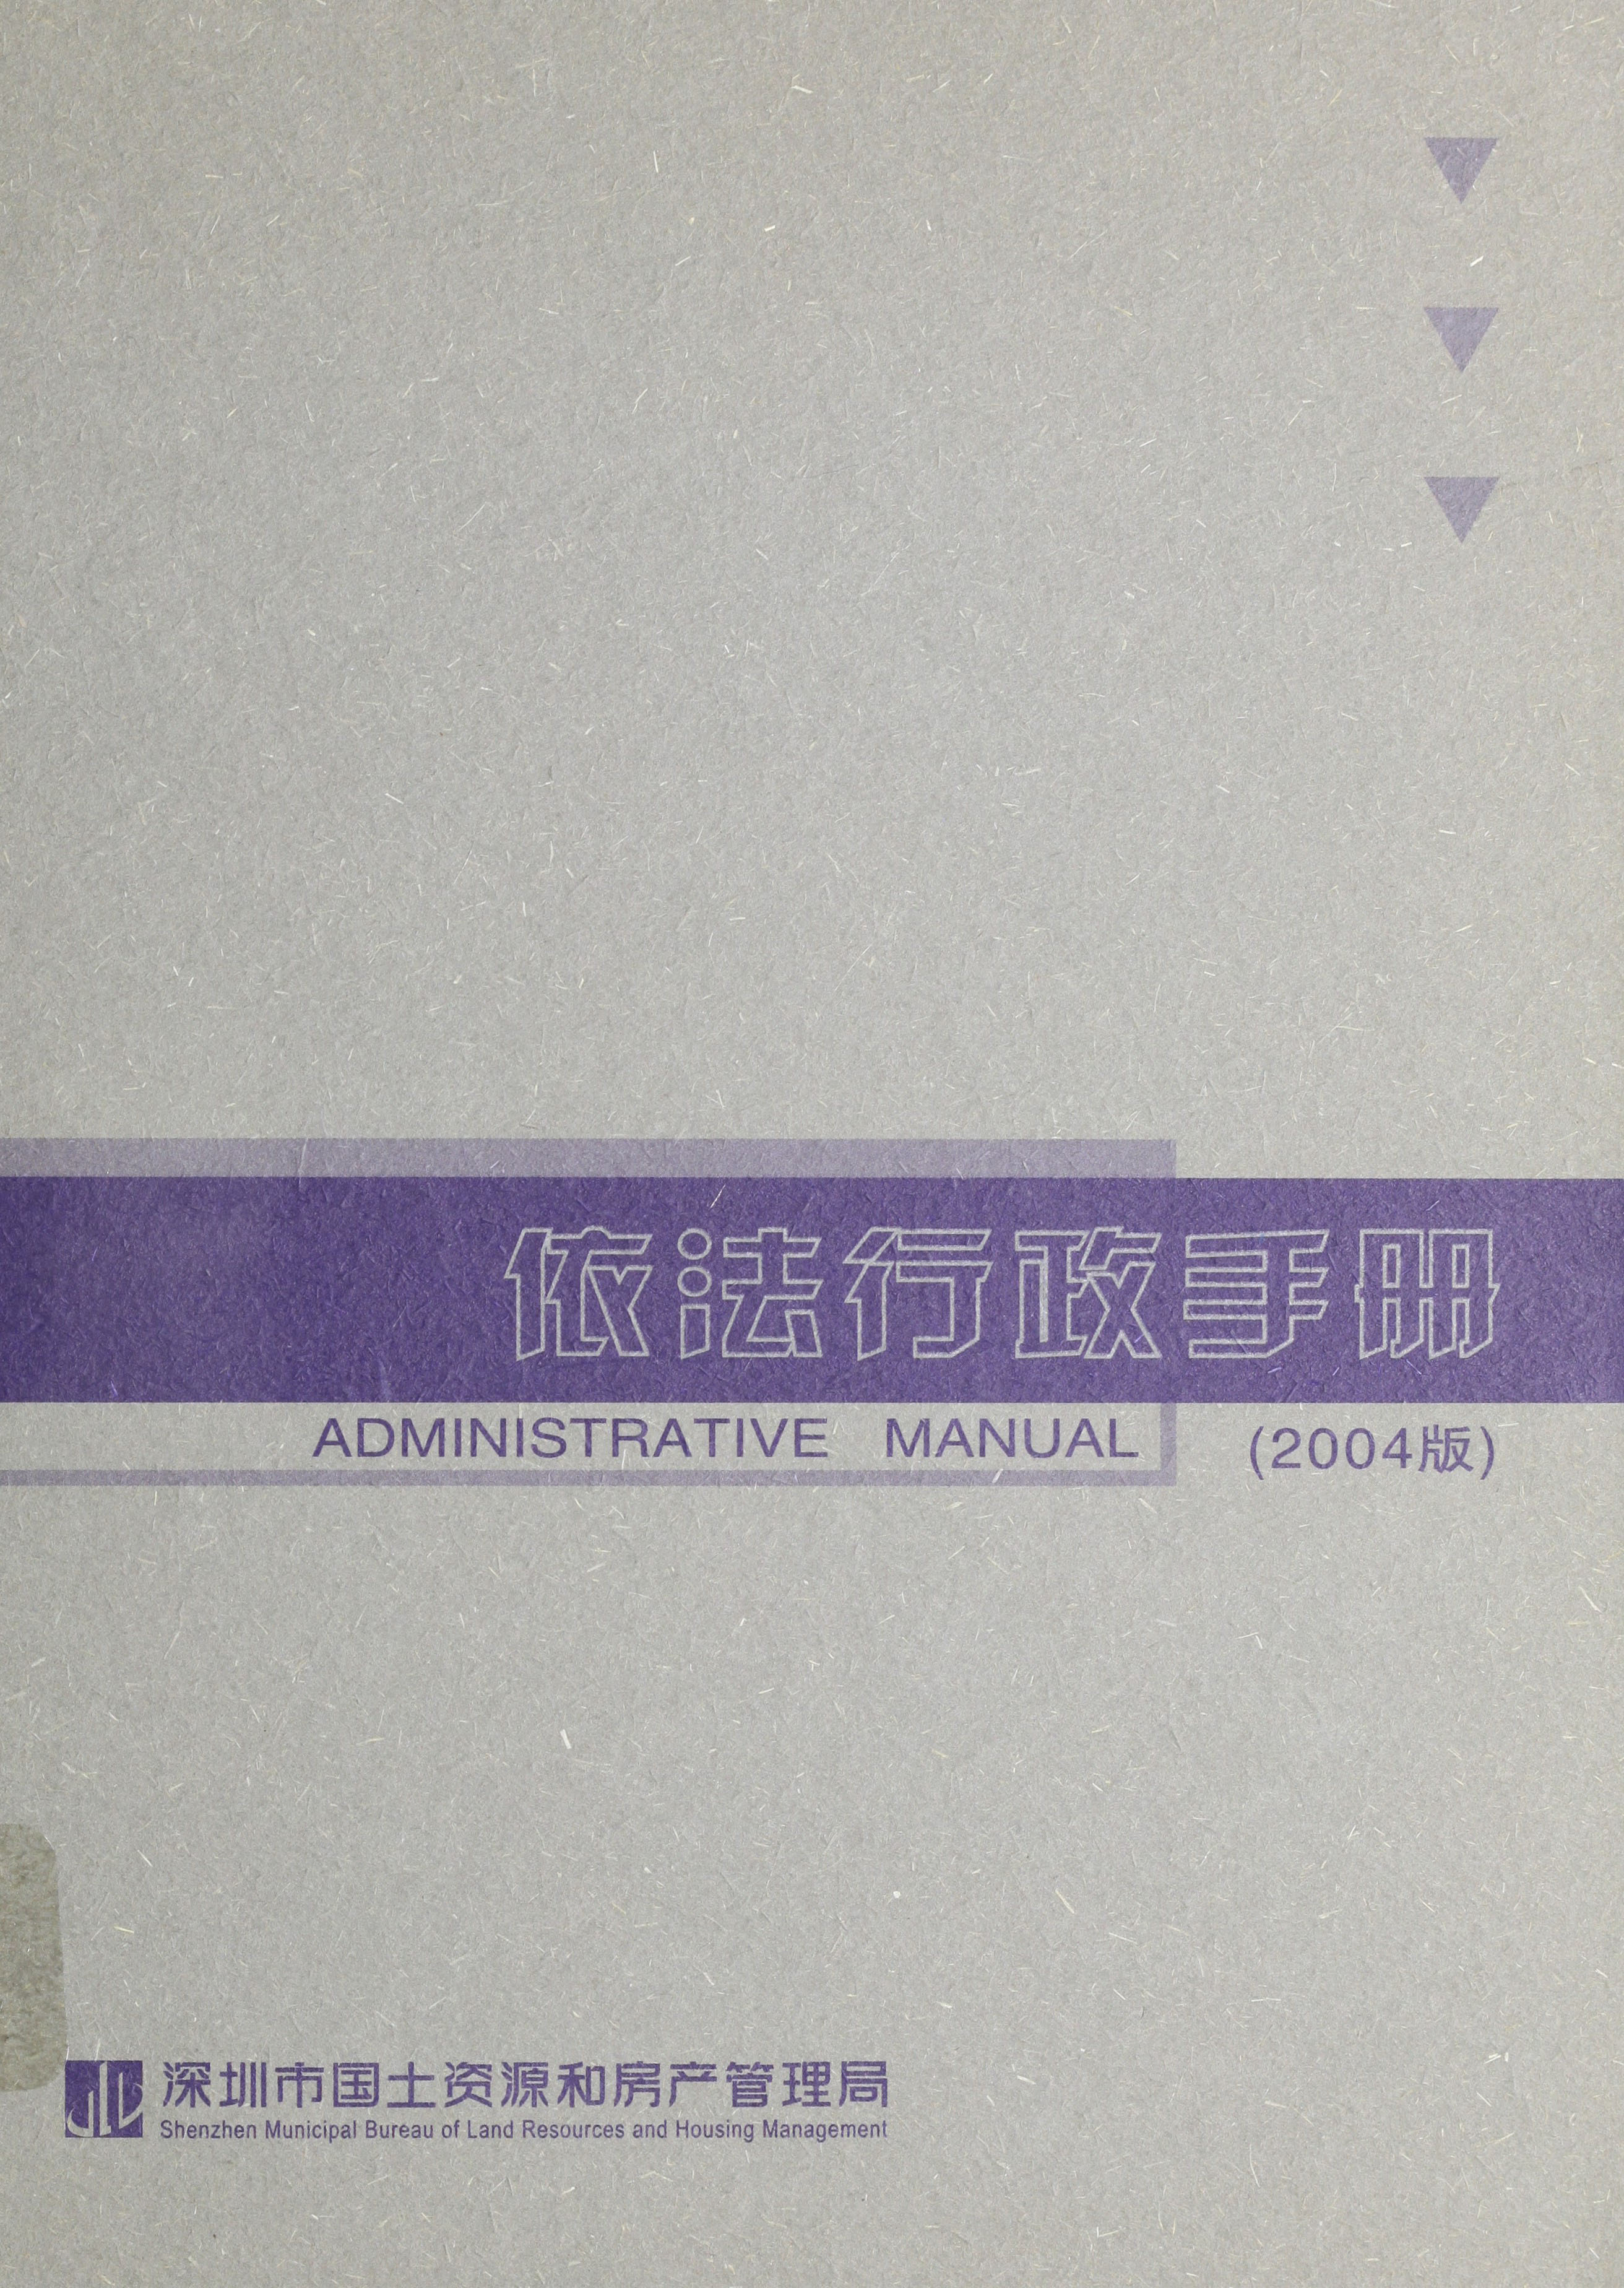 依法行政手册
ADMINISTRATIVE MANUAL
(2004版)
深圳市国土资源和房产管理局
Shenzhen Municipal Bureau of Land Resources and Housing Management